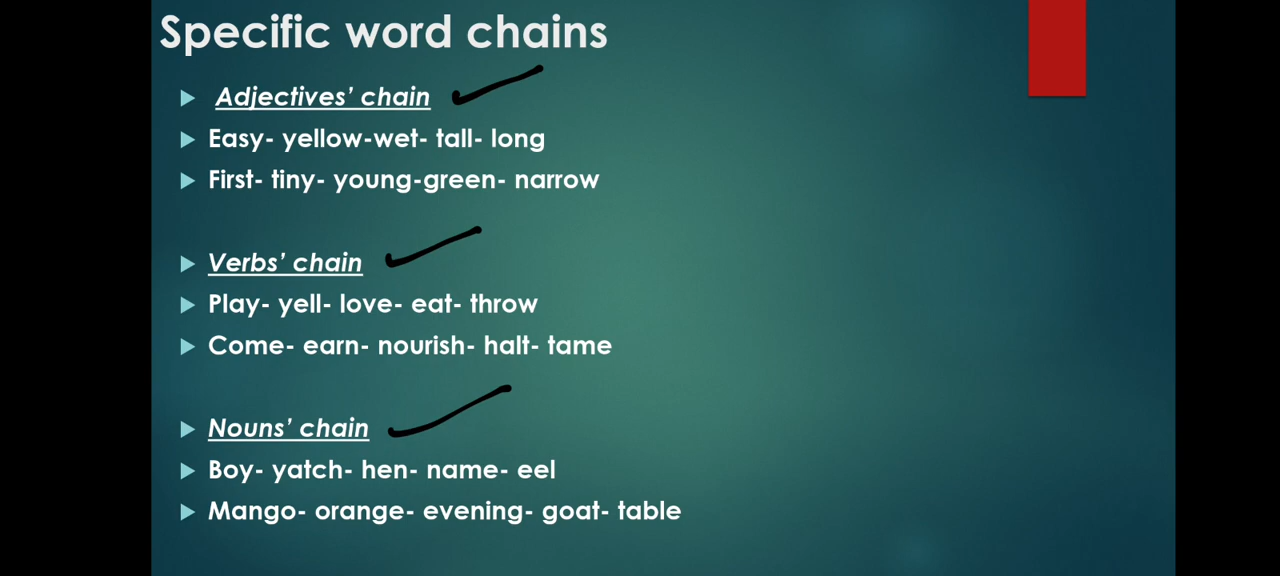 Specific word chains
Adjectives’ chain
Easy- yellow-wet- tall- long
First- tiny- young-green- narrow
Verbs’ chain
Play- yell- love- eat- throw
Come- earn- nourish- halt- tame
Nouns’ chain
Boy- yatch- hen- name- eel
Mango- orange- evening- goat- table